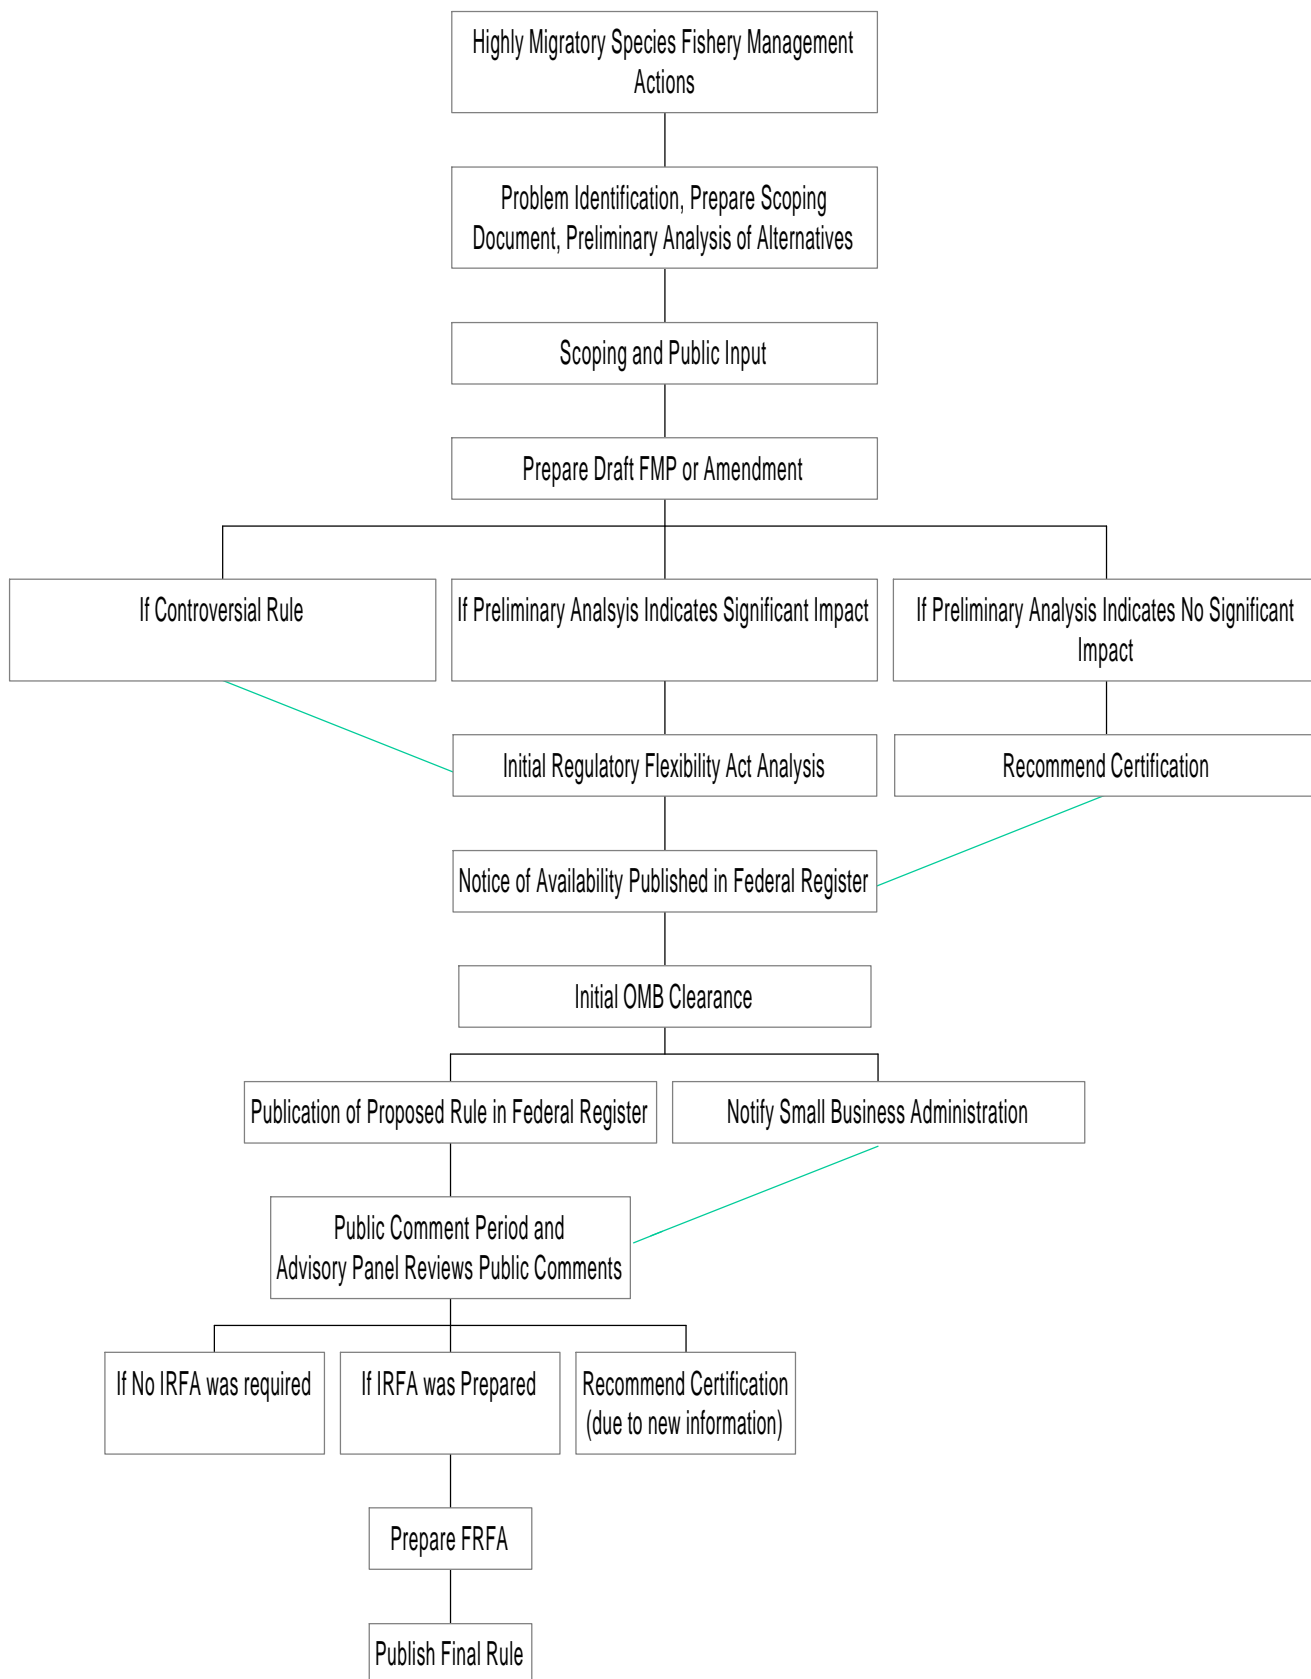 Highly Migratory Species Fishery Management
Actions
Problem Identification, Prepare Scoping
Document, Preliminary Analysis of Alternatives
Scoping and Public Input
Prepare Draft FMP or Amendment
If Controversial Rule
If Preliminary Analsyis Indicates Significant Impact
If Preliminary Analysis Indicates No Significant
Impact
Initial Regulatory Flexibility Act Analysis
Recommend Certification
Notice of Availability Published in Federal Register
Initial OMB Clearance
Publication of Proposed Rule in Federal Register
Notify Small Business Administration
Public Comment Period and
Advisory Panel Reviews Public Comments
If No IRFA was required
If IRFA was Prepared
Recommend Certification
(due to new information)
Prepare FRFA
Publish Final Rule